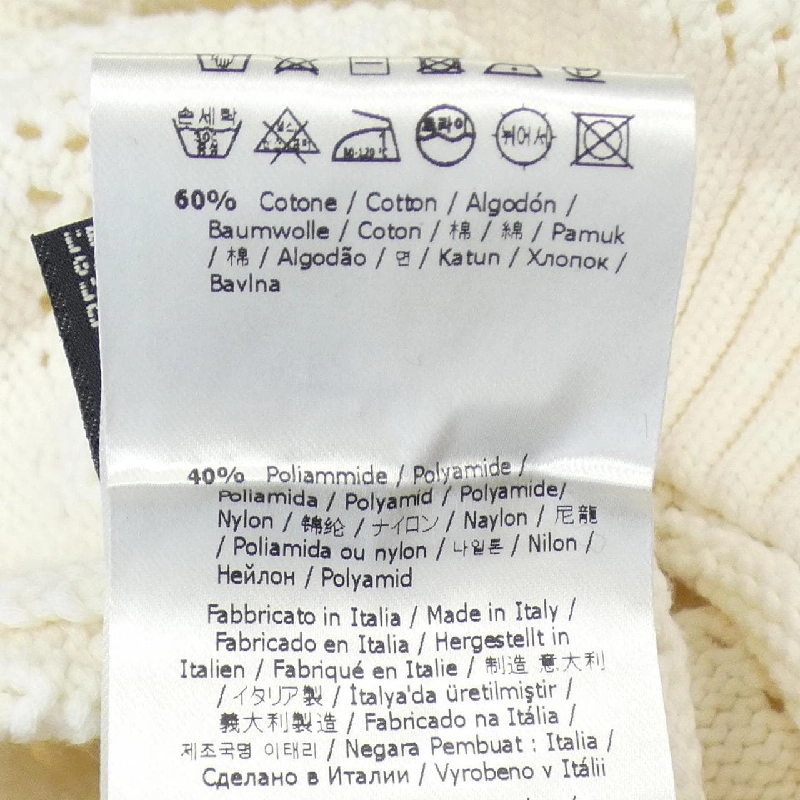 손세탁
30°C
중성
80-120°C
드라이
뉘어서
60% Cotone / Cotton / Algodón /
Baumwolle / Coton / 棉 / 綿 / Pamuk
/ 棉 / Algodão / 면 / Katun / Хлопок /
Bavlna
40% Poliammide / Polyamide /
Poliamida / Polyamid / Polyamide/
Nylon / 锦纶 / ナイロン / Naylon / 尼龍
/ Poliamida ou nylon / 나일론 / Nilon /
Нейлон / Polyamid
Fabbricato in Italia / Made in Italy /
Fabricado en Italia / Hergestellt in
Italien / Fabriqué en Italie / 制造 意大利
/ イタリア製 / İtalya'da üretilmiştir /
義大利製造 / Fabricado na Itália /
제조국명 이태리 / Negara Pembuat : Italia /
Сделано в Италии / Vyrobeno v Itálii